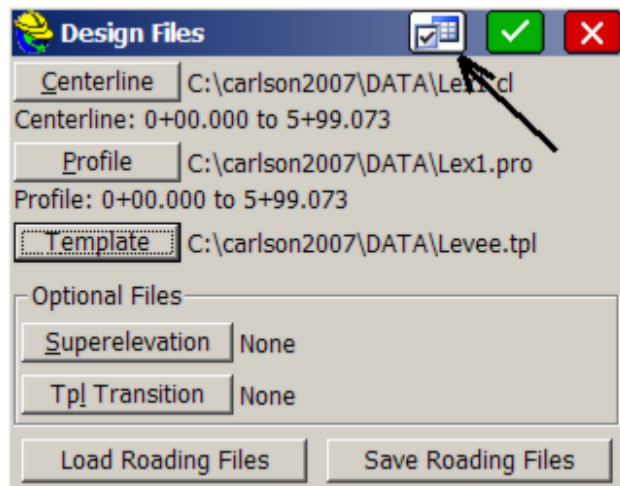 Design Files
Centerline C:\carlson2007\DATA\Lex1.cl
Centerline: 0+00.000 to 5+99.073
Profile C:\carlson2007\DATA\Lex1.pro
Profile: 0+00.000 to 5+99.073
Template C:\carlson2007\DATA\Levee.tpl
Optional Files
Superelevation None
Tpl Transition None
Load Roading Files Save Roading Files